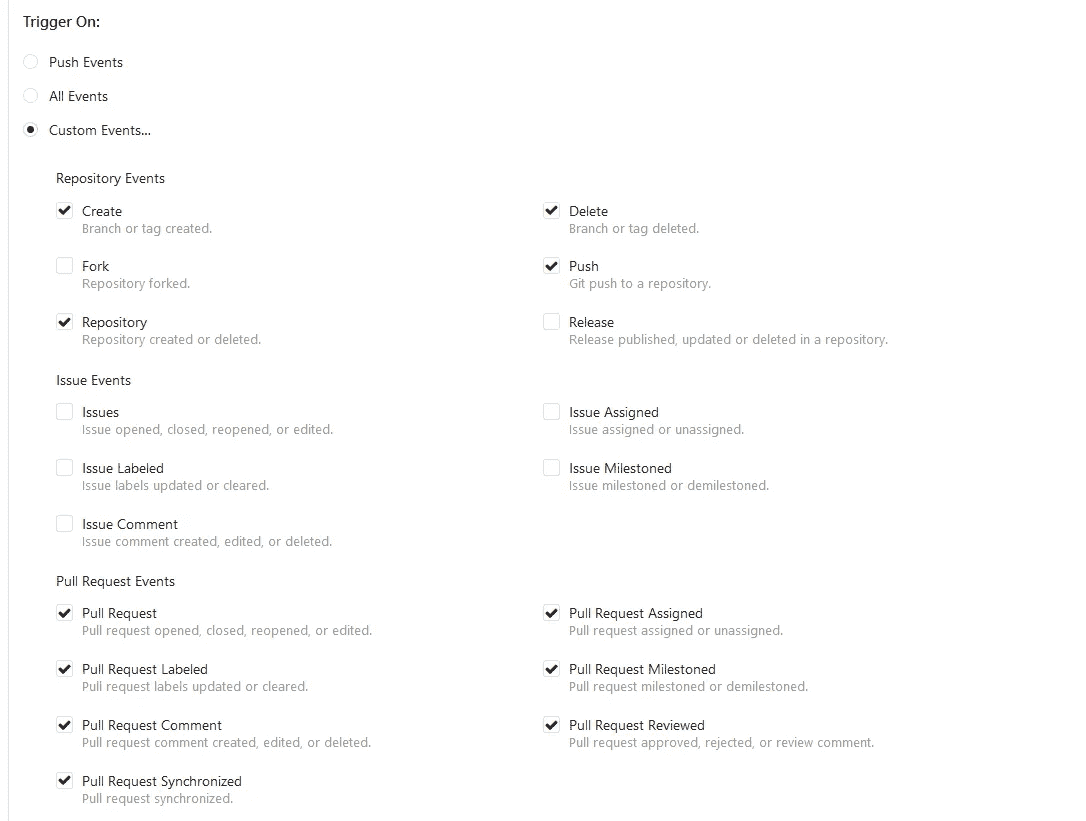 Trigger On:
Push Events
All Events
Custom Events...
Repository Events
Create
Branch or tag created.
Delete
Branch or tag deleted.
Fork
Repository forked.
Push
Git push to a repository.
Repository
Repository created or deleted.
Release
Release published, updated or deleted in a repository.
Issue Events
Issues
Issue opened, closed, reopened, or edited.
Issue Assigned
Issue assigned or unassigned.
Issue Labeled
Issue labels updated or cleared.
Issue Milestoned
Issue milestoned or demilestoned.
Issue Comment
Issue comment created, edited, or deleted.
Pull Request Events
Pull Request
Pull request opened, closed, reopened, or edited.
Pull Request Assigned
Pull request assigned or unassigned.
Pull Request Labeled
Pull request labels updated or cleared.
Pull Request Milestoned
Pull request milestoned or demilestoned.
Pull Request Comment
Pull request comment created, edited, or deleted.
Pull Request Reviewed
Pull request approved, rejected, or review comment.
Pull Request Synchronized
Pull request synchronized.